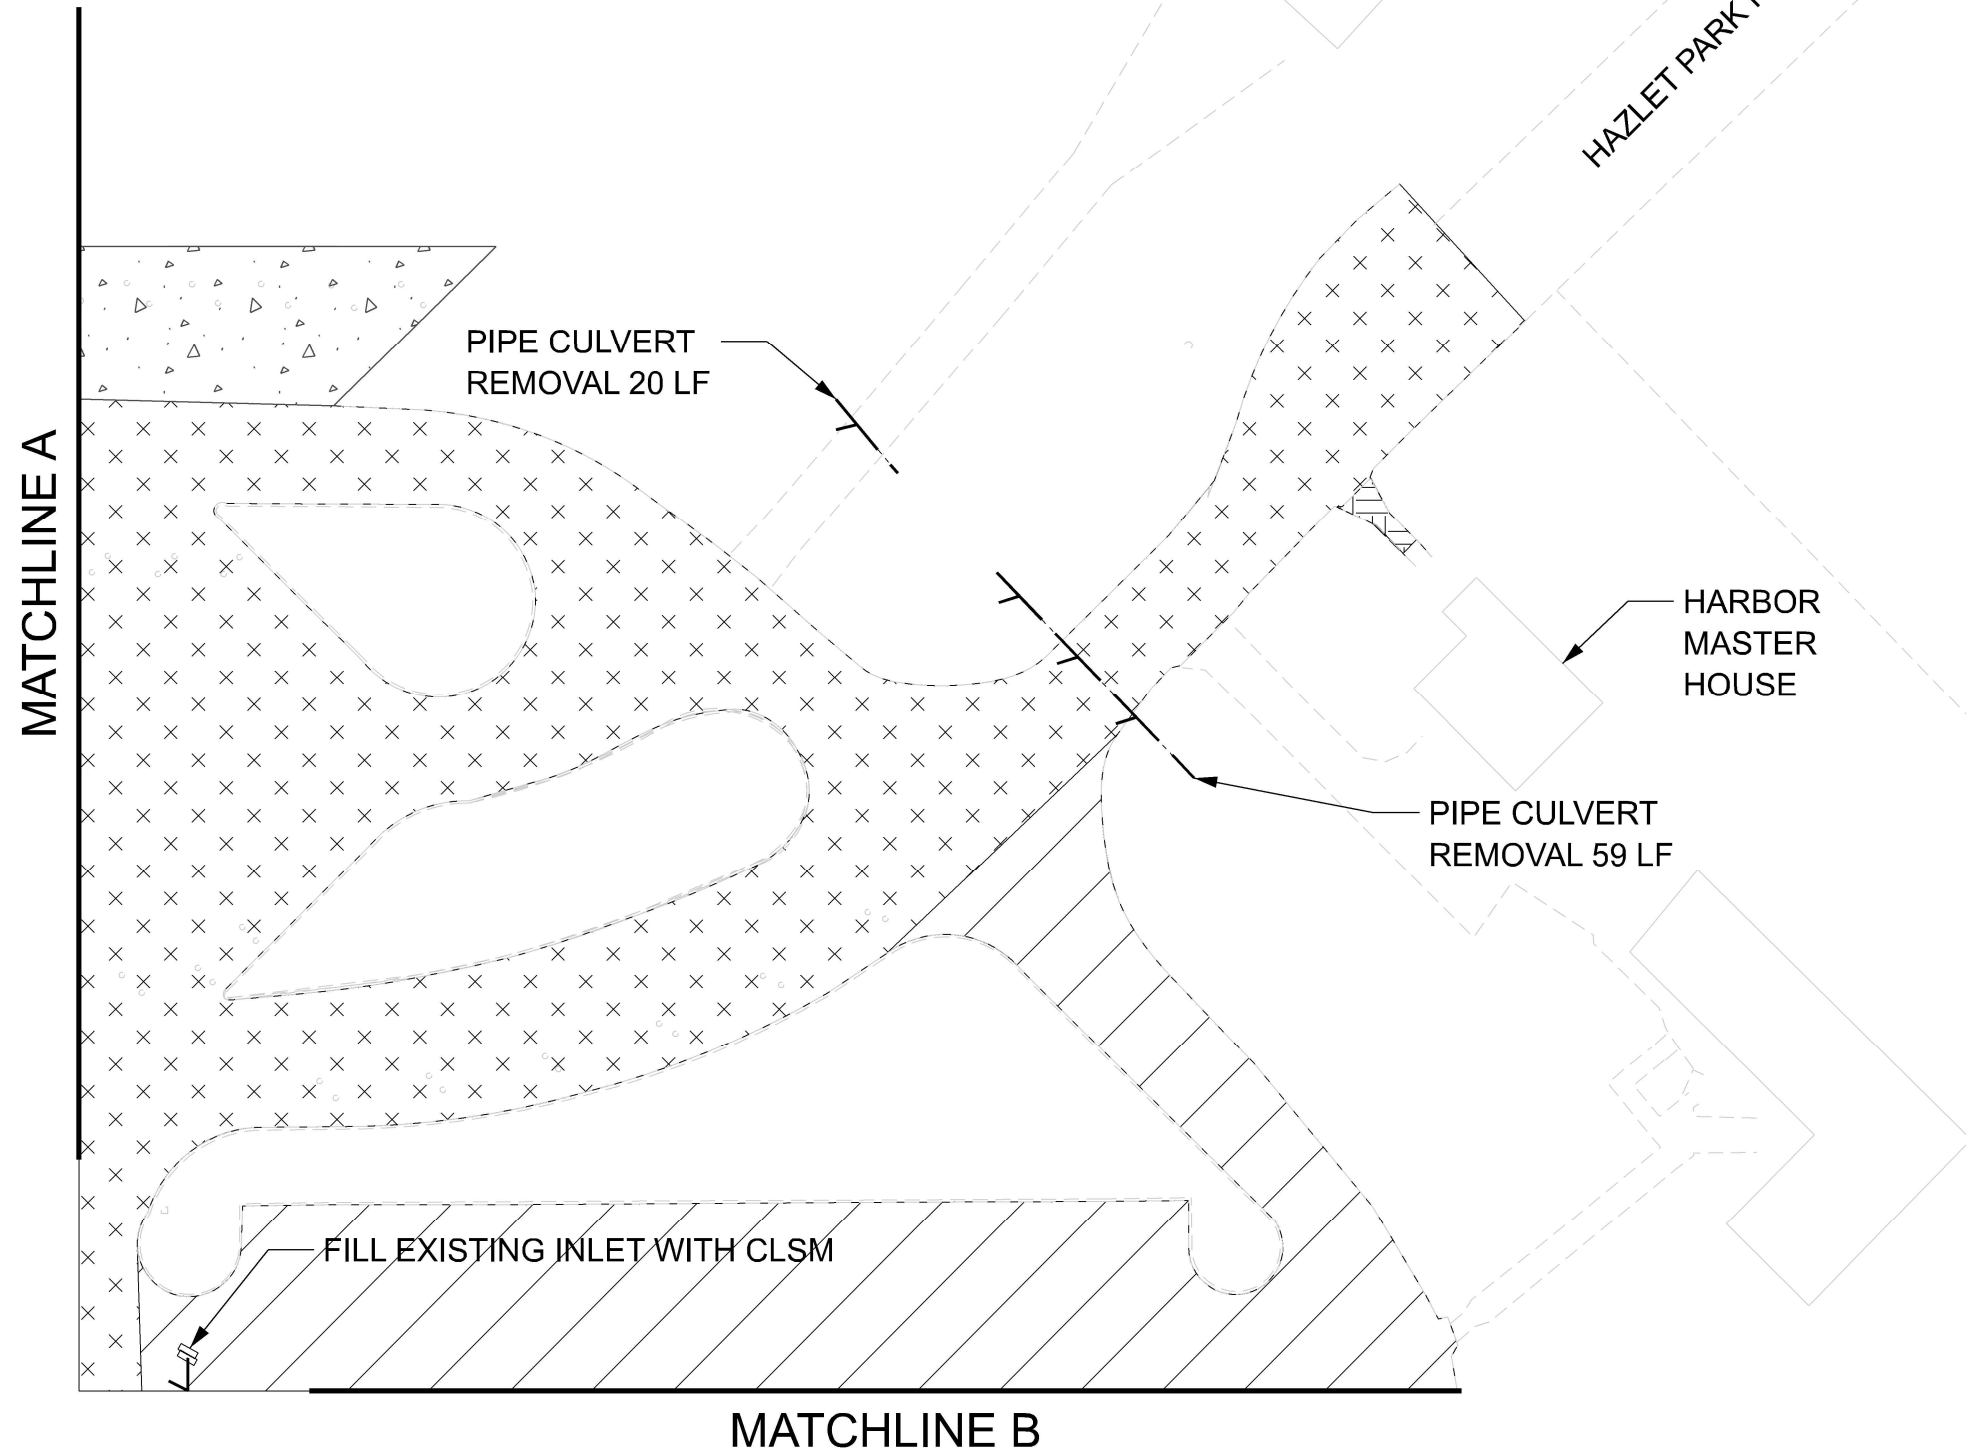 HAZLET PARK
PIPE CULVERT
REMOVAL 20 LF
MATCHLINE A
HARBOR
MASTER
HOUSE
PIPE CULVERT
REMOVAL 59 LF
FILL EXISTING INLET WITH CLSM
MATCHLINE B